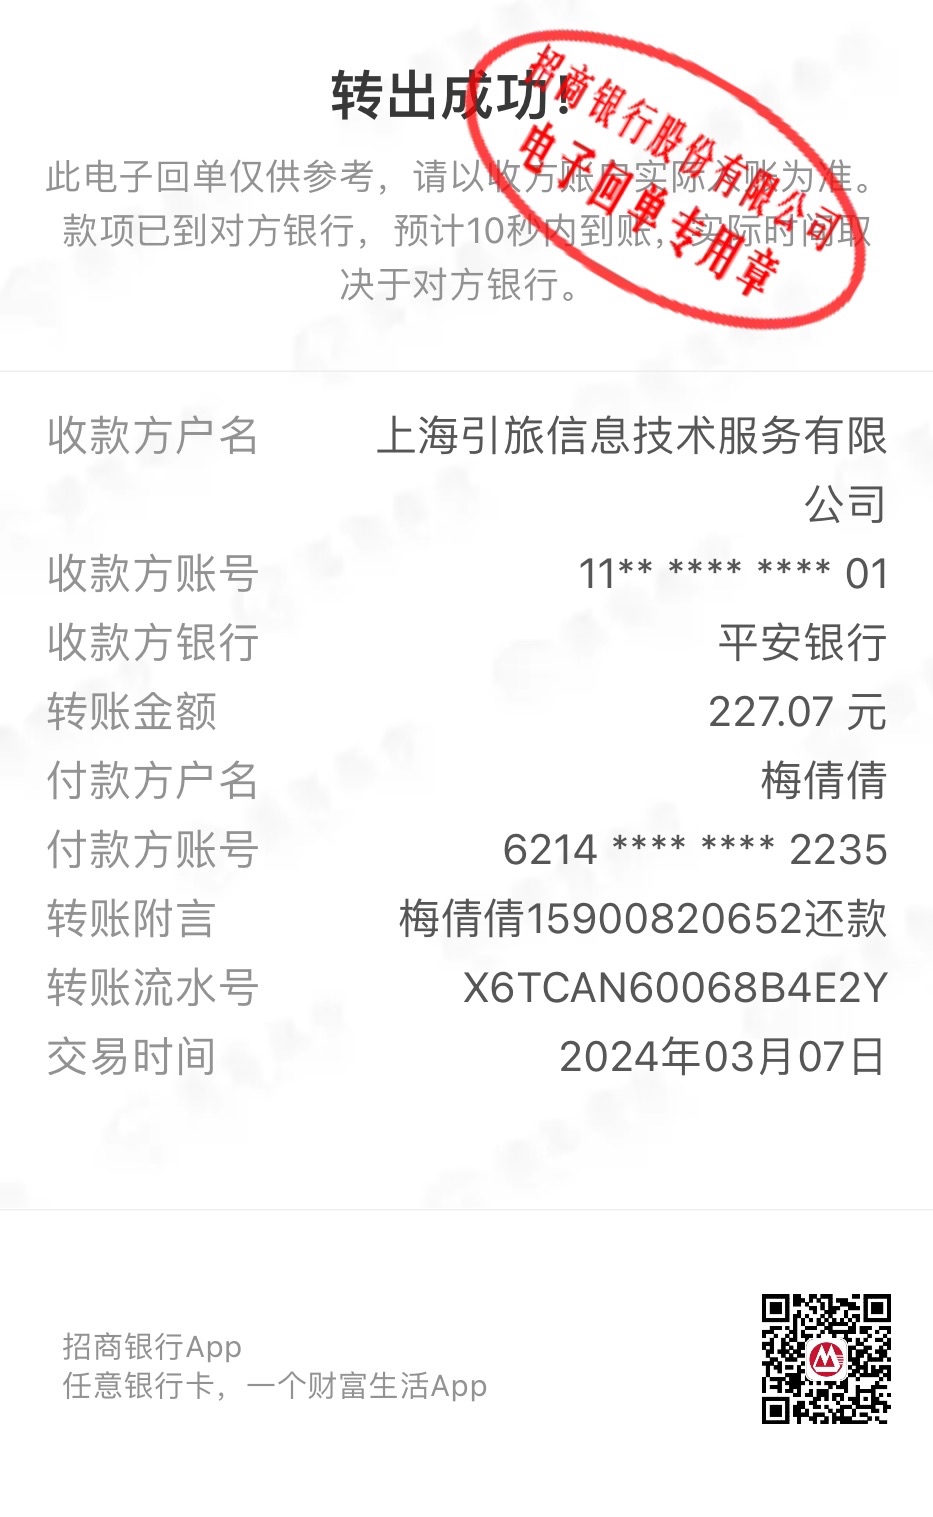 转出成功！
招商银行股份有限公司
电子回单专用章
此电子回单仅供参考，请以收方账户实际入账为准。
款项已到对方银行，预计10秒内到账，实际时间取
决于对方银行。
收款方户名 上海引旅信息技术服务有限
公司
收款方账号 11** **** **** 01
收款方银行 平安银行
转账金额 227.07 元
付款方户名 梅倩倩
付款方账号 6214 **** **** 2235
转账附言 梅倩倩15900820652还款
转账流水号 X6TCAN60068B4E2Y
交易时间 2024年03月07日
招商银行App
任意银行卡，一个财富生活App